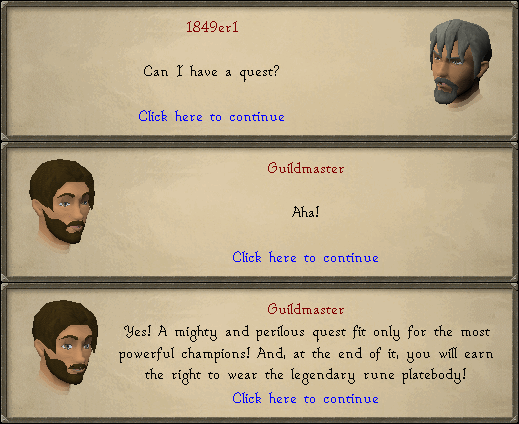 1849er1
Can I have a quest?
Click here to continue
Guildmaster
Aha!
Click here to continue
Guildmaster
Yes! A mighty and perilous quest fit only for the most
powerful champions! And, at the end of it, you will earn
the right to wear the legendary rune platebody!
Click here to continue